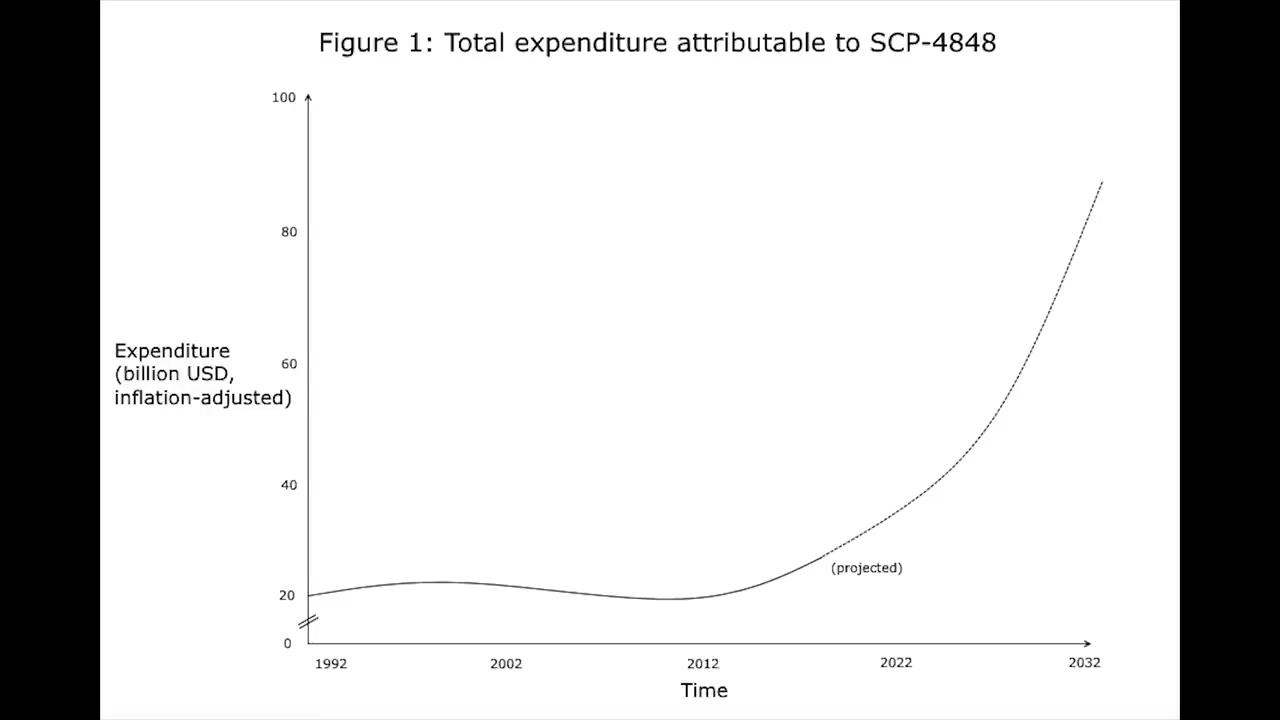 Figure 1: Total expenditure attributable to SCP-4848
100
80
Expenditure
(billion USD,
inflation-adjusted)
60
40
(projected)
20
0
1992 2002 2012 2022 2032
Time